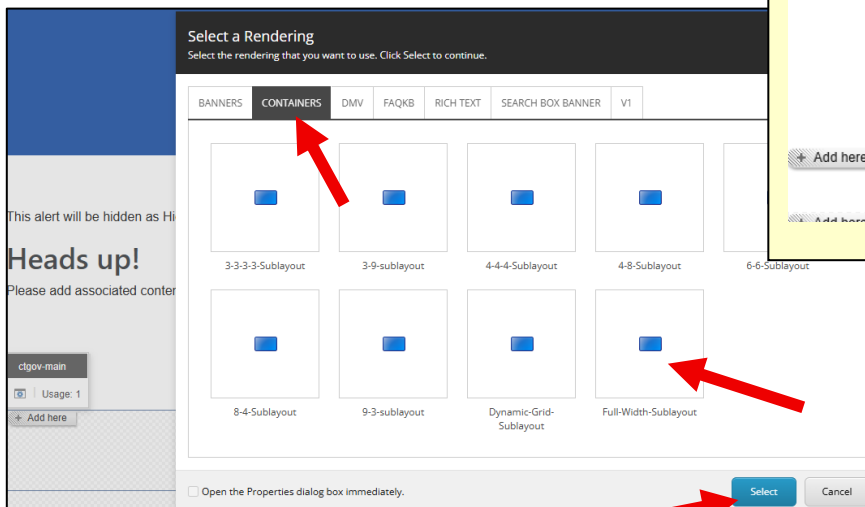 Select a Rendering
Select the rendering that you want to use. Click Select to continue.
BANNERS CONTAINERS DMV FAQKB RICH TEXT SEARCH BOX BANNER V1
+ Add here
+ Add here
This alert will be hidden as Hi
Heads up!
Please add associated conten
3-3-3-3-Sublayout 3-9-sublayout 4-4-4-Sublayout 4-8-Sublayout 6-6-Sublayout
ctgov-main
Usage: 1
+ Add here
8-4-Sublayout 9-3-sublayout Dynamic-Grid-
Sublayout Full-Width-Sublayout
Open the Properties dialog box immediately.
Select Cancel